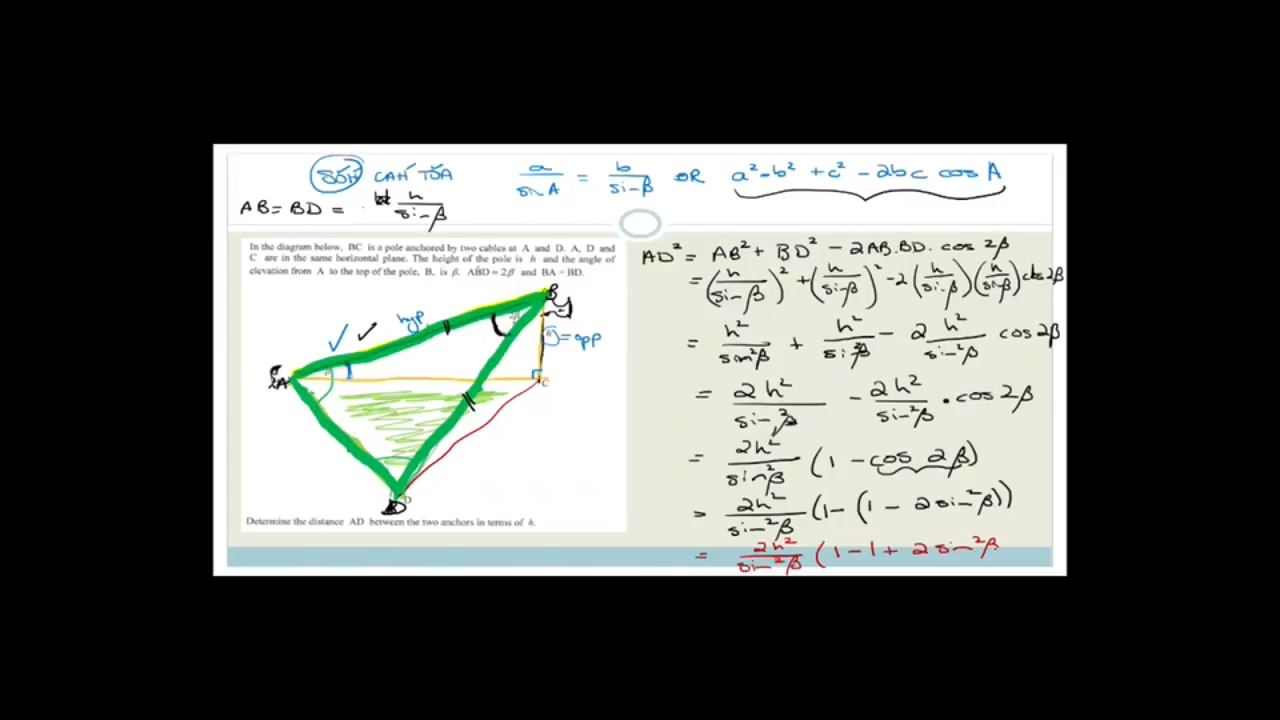 SOH CAH TOA
a/sin A = b/sin β OR a² = b² + c² - 2bc cos A
AB = BD = h/sin β
In the diagram below, BC is a pole anchored by two cables at A and D. A, D and
C are in the same horizontal plane. The height of the pole is h and the angle of
elevation from A to the top of the pole, B, is β. AB̂D = 2β and BA = BD.
B
hyp
h = opp
A
C
D
Determine the distance AD between the two anchors in terms of h.
AD² = AB² + BD² - 2AB.BD. cos 2β
= (h/sin β)² + (h/sin β)² - 2(h/sin β)(h/sin β) cos 2β
= h²/sin²β + h²/sin²β - 2 h²/sin²β cos 2β
= 2h²/sin²β - 2h²/sin²β . cos 2β
= 2h²/sin²β (1 - cos 2β)
= 2h²/sin²β (1 - (1 - 2 sin²β))
= 2h²/sin²β (1 - 1 + 2 sin²β